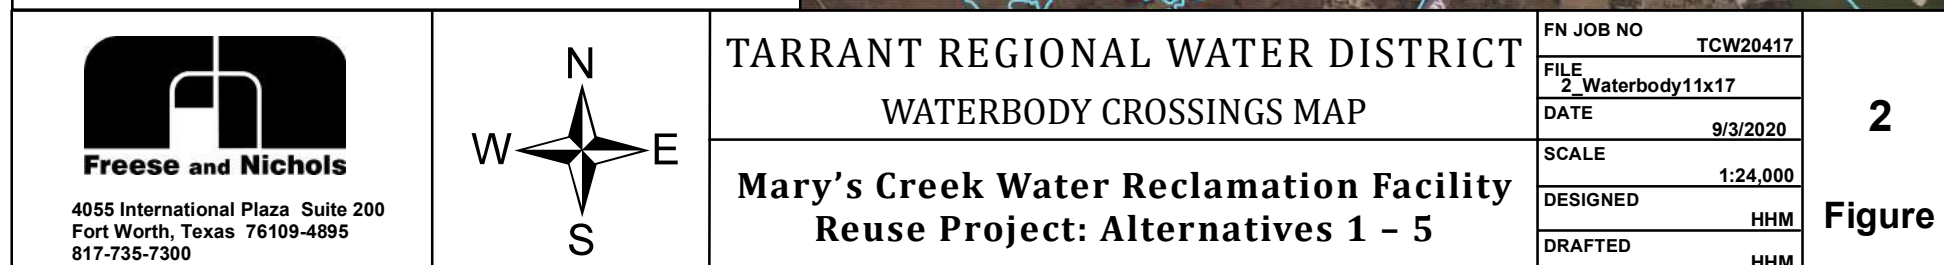 Freese and Nichols
4055 International Plaza Suite 200
Fort Worth, Texas 76109-4895
817-735-7300
N
W
E
S
TARRANT REGIONAL WATER DISTRICT
WATERBODY CROSSINGS MAP
Mary's Creek Water Reclamation Facility
Reuse Project: Alternatives 1 – 5
FN JOB NO
TCW20417
FILE
2_Waterbody11x17
DATE
9/3/2020
SCALE
1:24,000
DESIGNED
HHM
DRAFTED
HHM
2
Figure